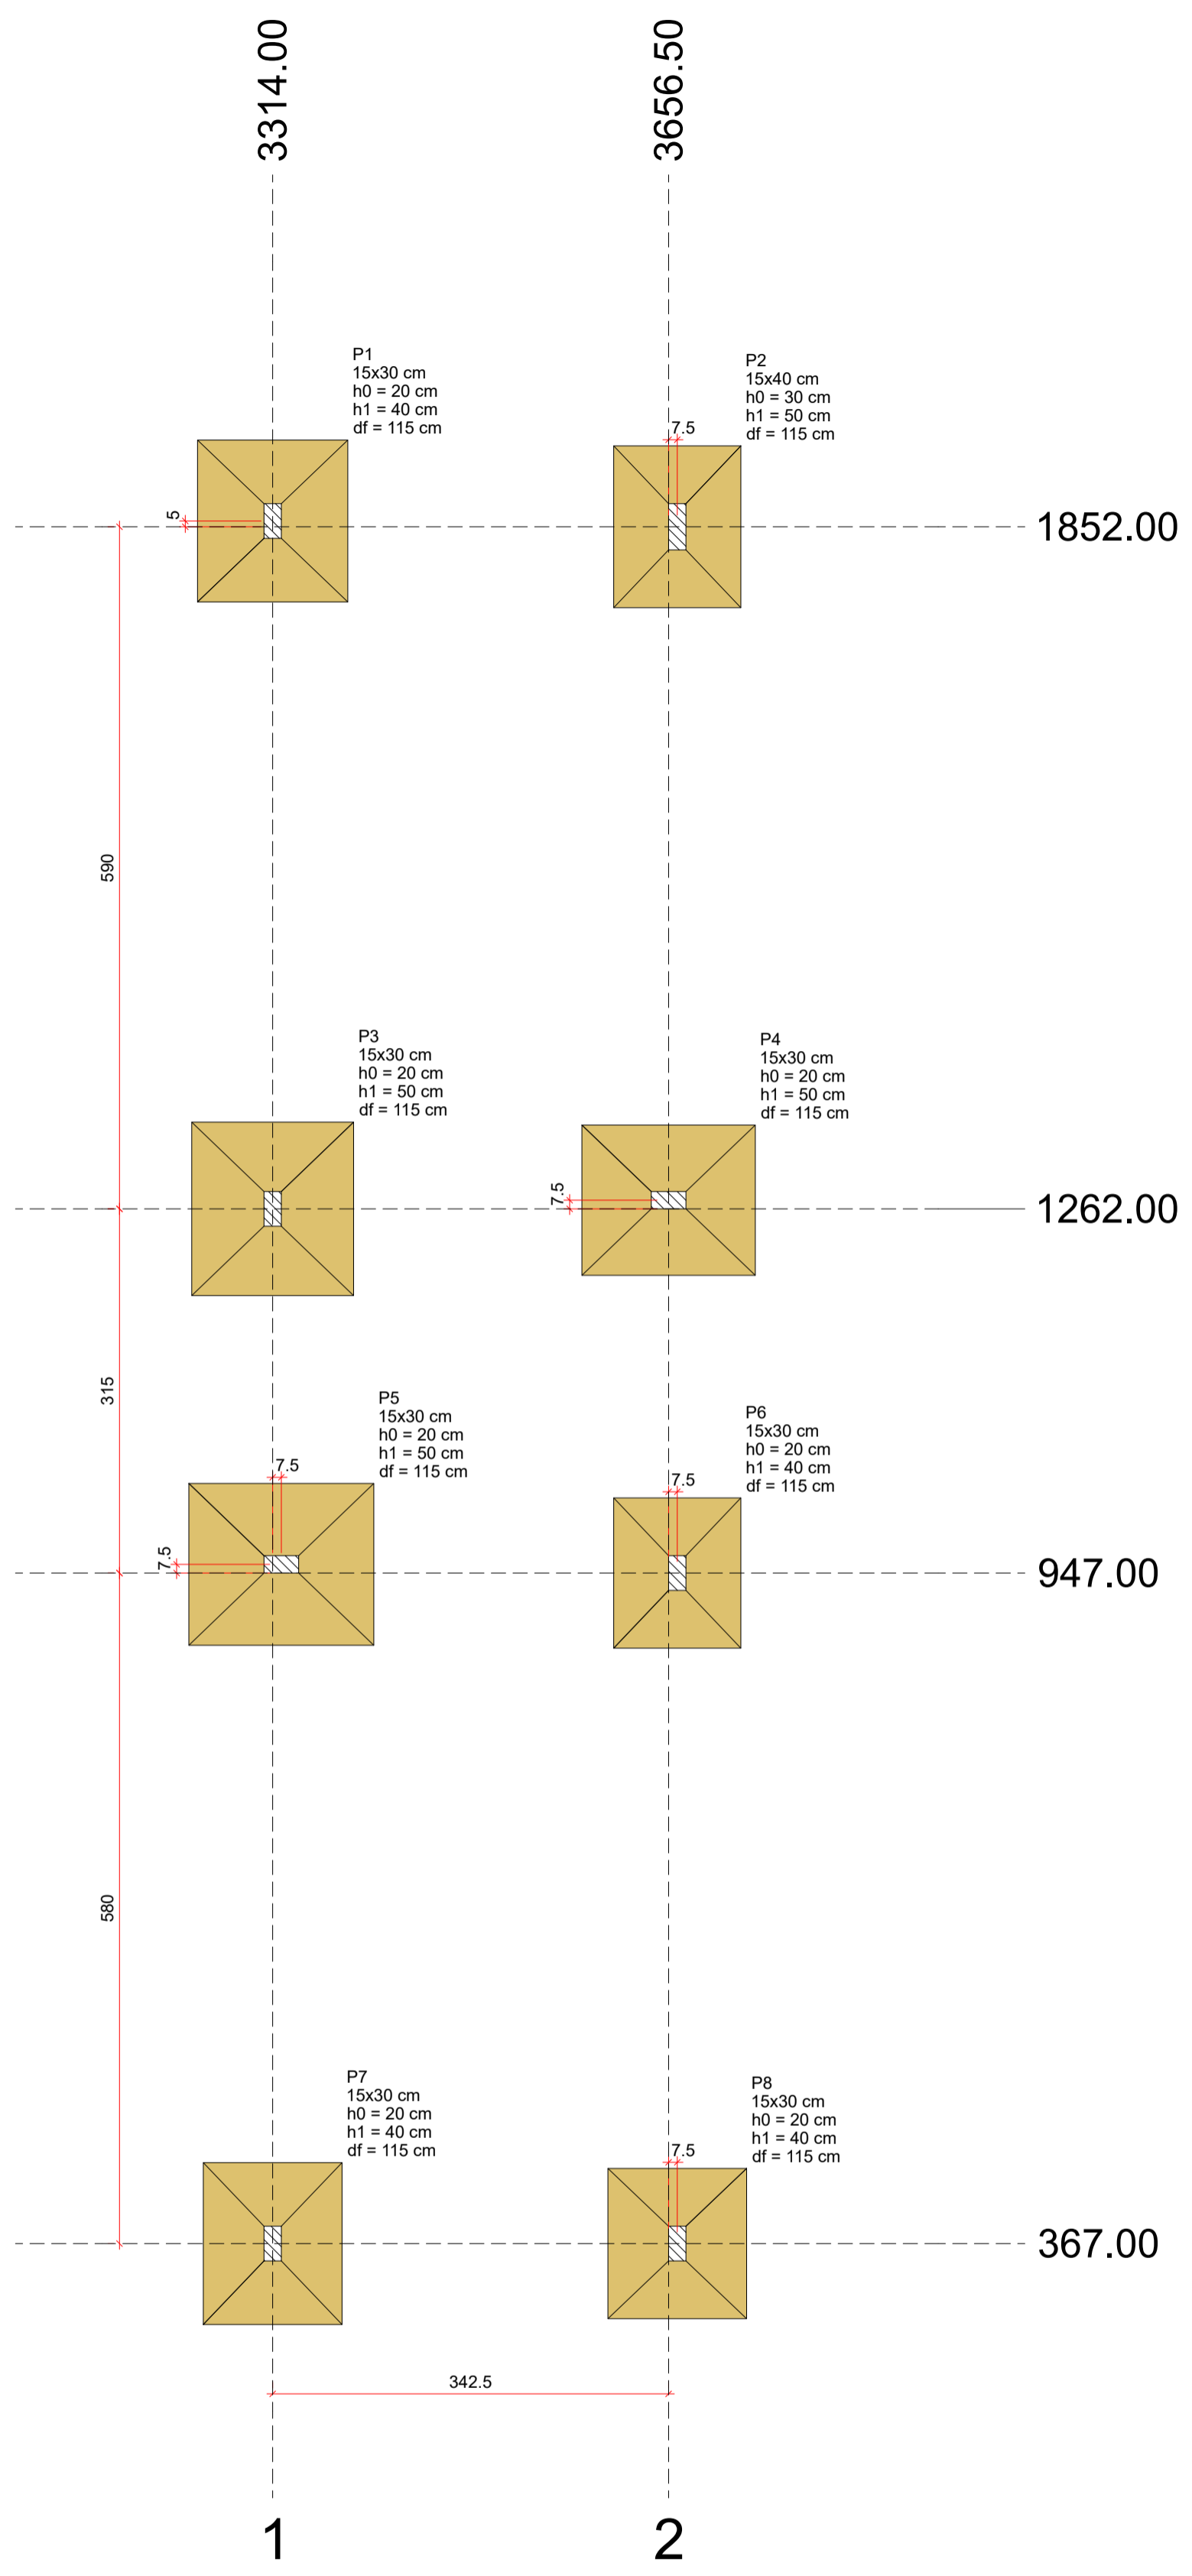 3314.00
3656.50
P1
15x30 cm
h0 = 20 cm
h1 = 40 cm
df = 115 cm
P2
15x40 cm
h0 = 30 cm
h1 = 50 cm
df = 115 cm
7.5
5
1852.00
590
P3
15x30 cm
h0 = 20 cm
h1 = 50 cm
df = 115 cm
P4
15x30 cm
h0 = 20 cm
h1 = 50 cm
df = 115 cm
7.5
1262.00
315
P5
15x30 cm
h0 = 20 cm
h1 = 50 cm
df = 115 cm
7.5
7.5
P6
15x30 cm
h0 = 20 cm
h1 = 40 cm
df = 115 cm
7.5
947.00
580
P7
15x30 cm
h0 = 20 cm
h1 = 40 cm
df = 115 cm
P8
15x30 cm
h0 = 20 cm
h1 = 40 cm
df = 115 cm
7.5
367.00
342.5
1
2